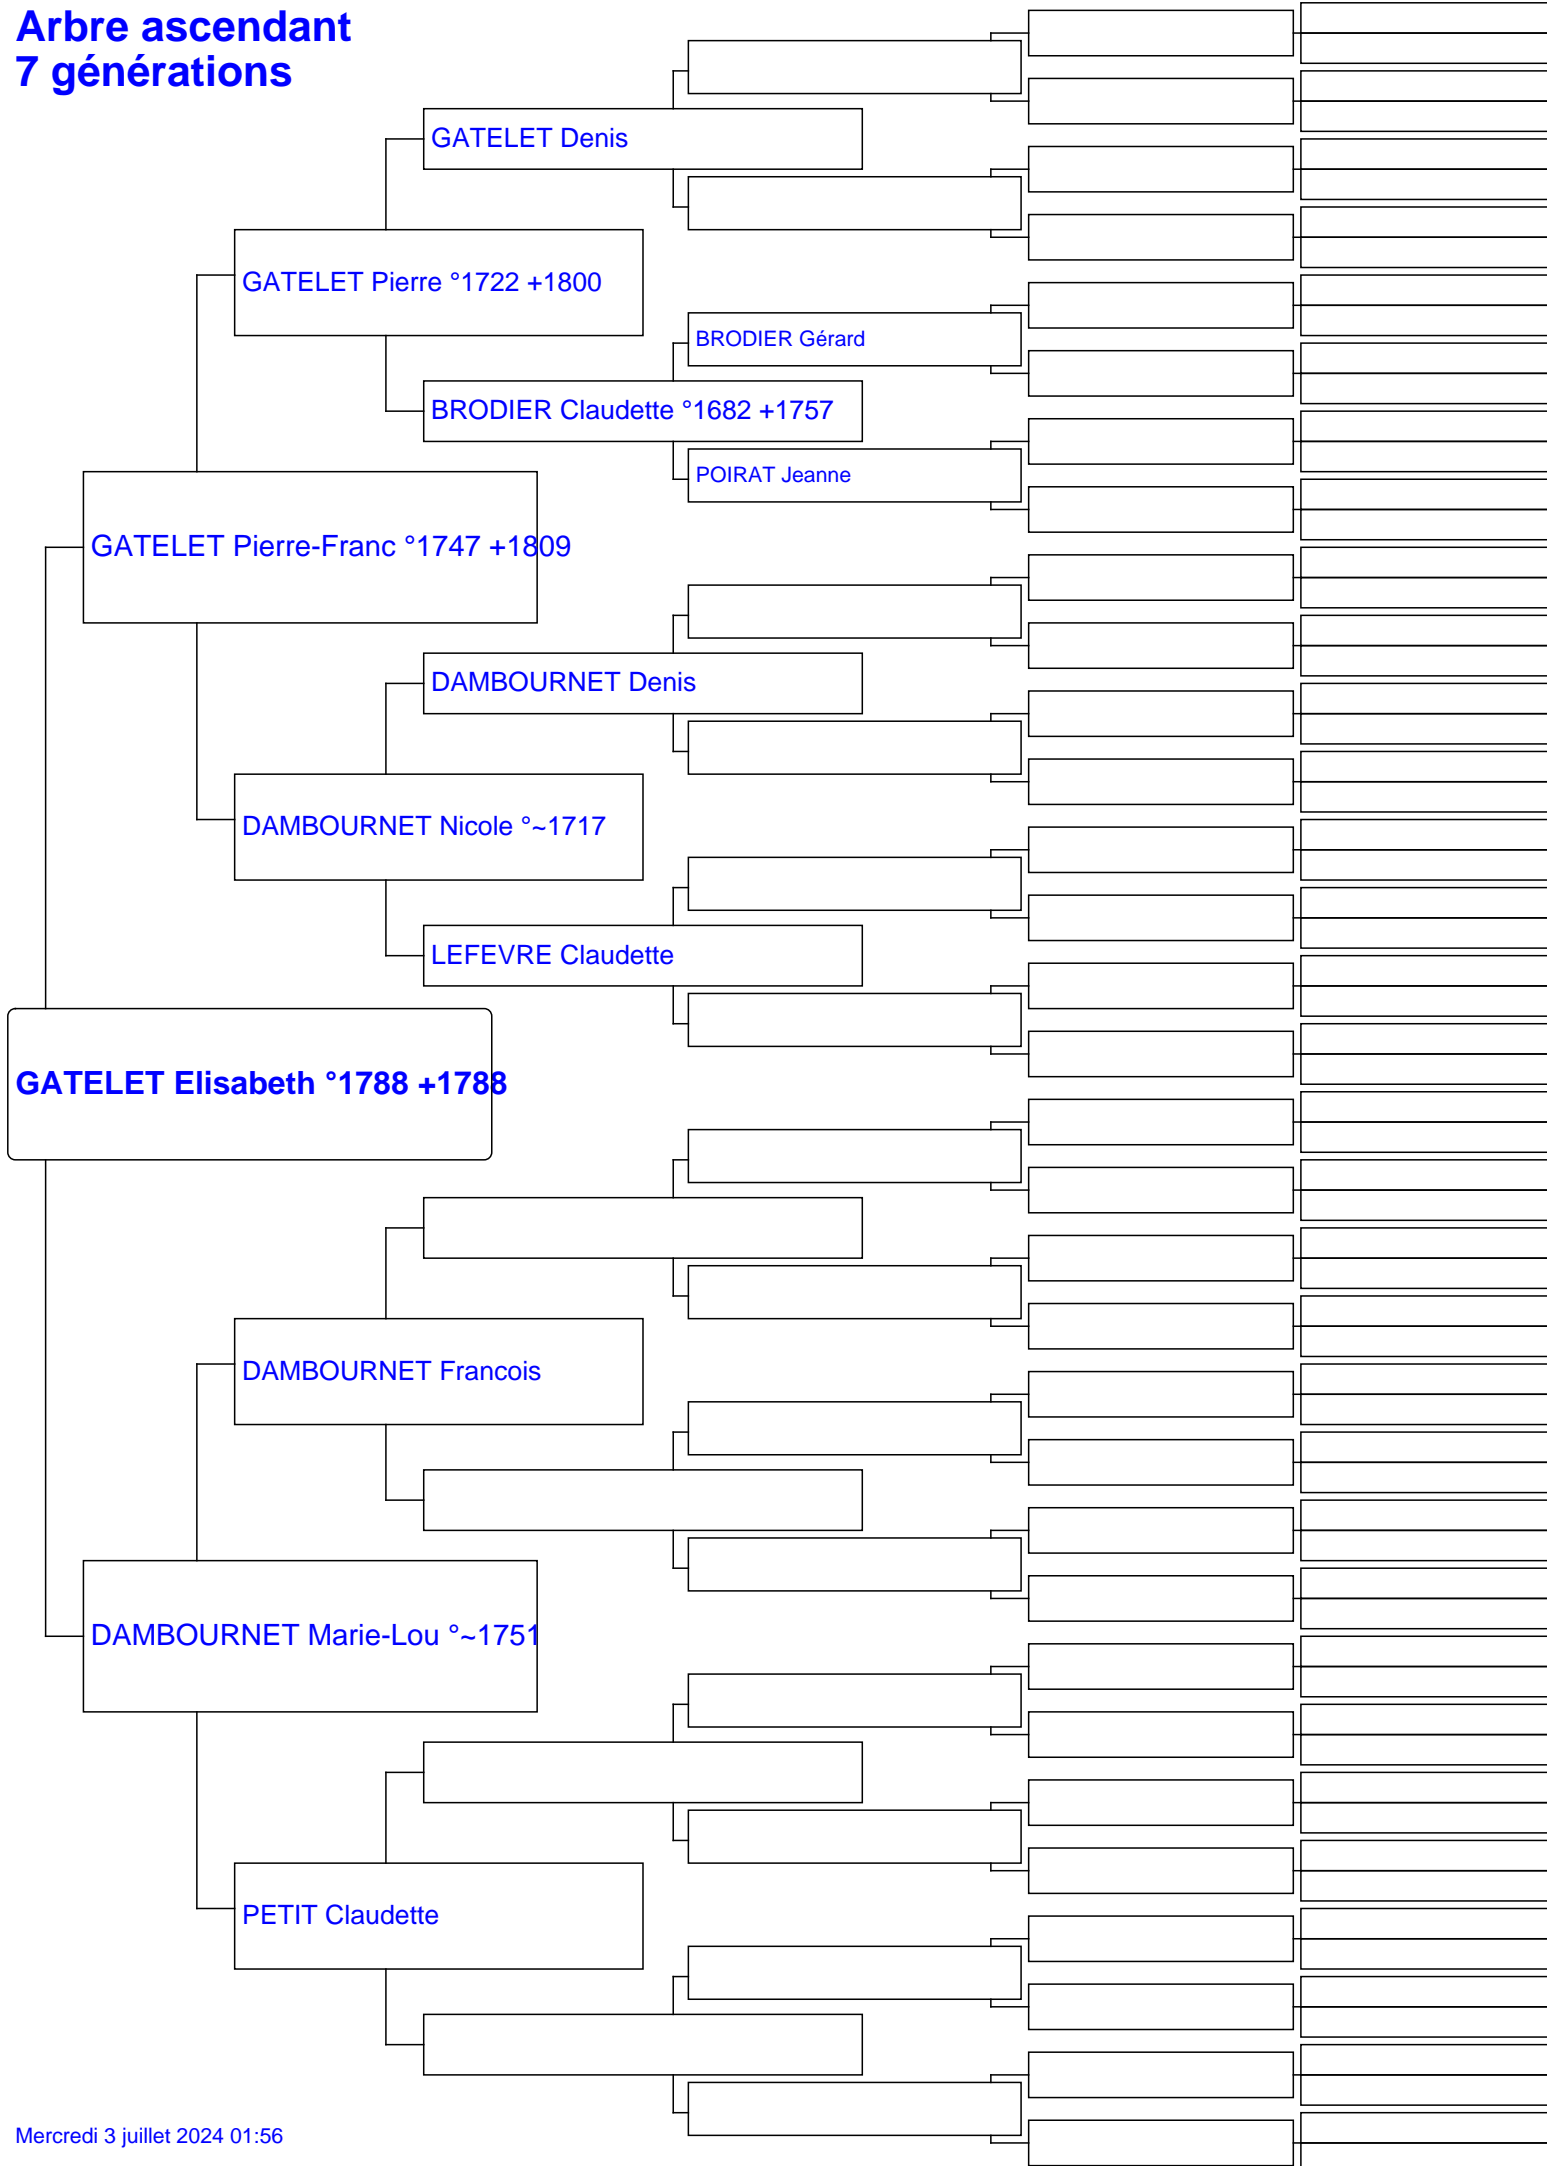 Arbre ascendant
7 générations
GATELET Denis
GATELET Pierre °1722 +1800
BRODIER Gérard
BRODIER Claudette °1682 +1757
POIRAT Jeanne
GATELET Pierre-Franc °1747 +1809
DAMBOURNET Denis
DAMBOURNET Nicole °~1717
LEFEVRE Claudette
GATELET Elisabeth °1788 +1788
DAMBOURNET Francois
DAMBOURNET Marie-Lou °~1751
PETIT Claudette
Mercredi 3 juillet 2024 01:56